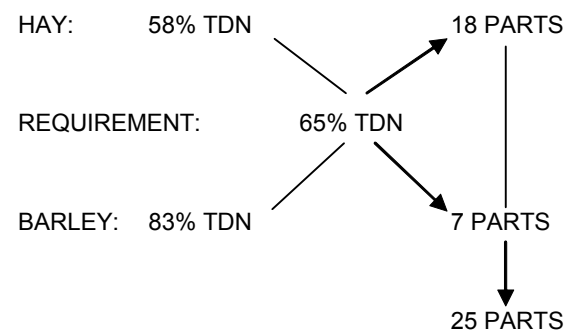 HAY: 58% TDN 18 PARTS
REQUIREMENT: 65% TDN
BARLEY: 83% TDN 7 PARTS
25 PARTS